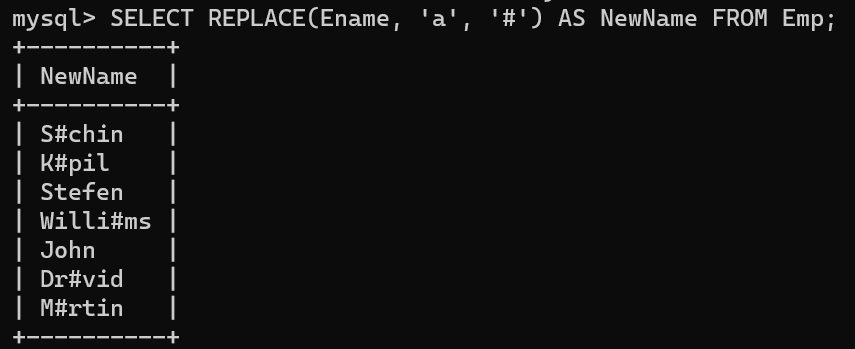 mysql> SELECT REPLACE(Ename, 'a', '#') AS NewName FROM Emp;
+----------+
| NewName  |
+----------+
| S#chin   |
| K#pil    |
| Stefen   |
| Willi#ms |
| John     |
| Dr#vid   |
| M#rtin   |
+----------+